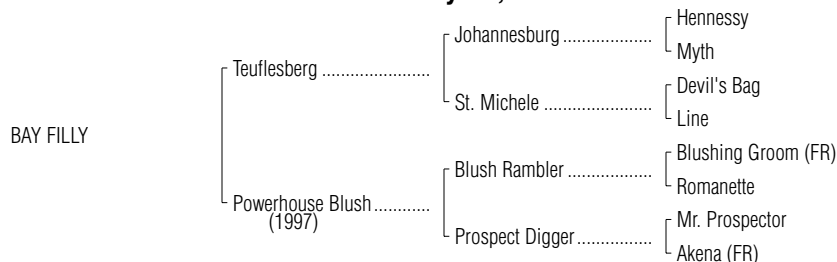 Hennessy
Johannesburg ....................
Myth
Teuflesberg ........................
Devil's Bag
St. Michele ........................
Line
BAY FILLY
Blushing Groom (FR)
Blush Rambler ..................
Romanette
Powerhouse Blush ............
(1997)
Mr. Prospector
Prospect Digger .................
Akena (FR)